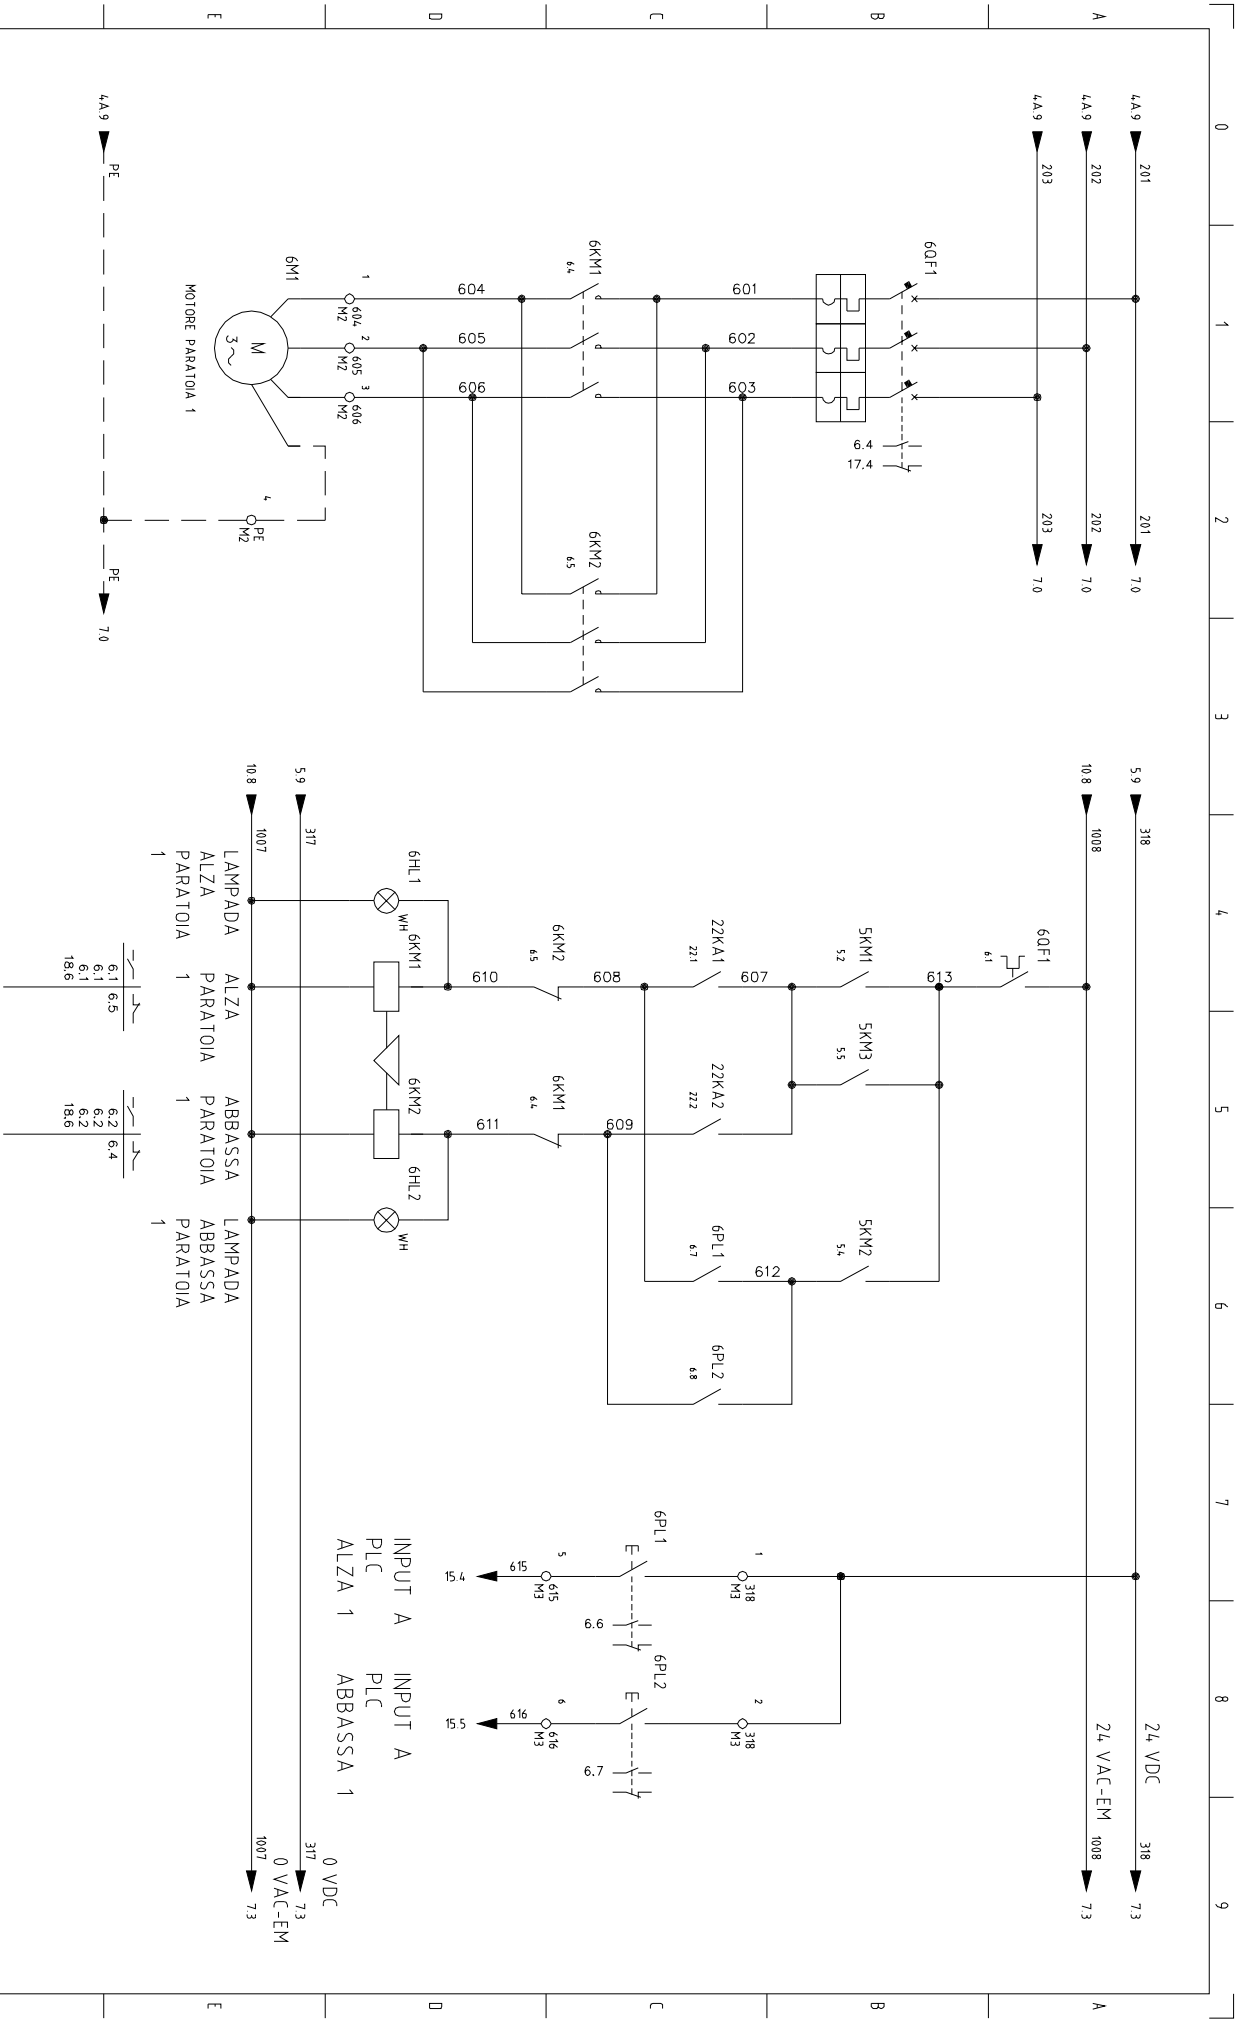 0
1
2
3
4
5
6
7
8
9
A
B
C
D
E
A
B
C
D
E
4A.9
201
201
7.0
4A.9
202
202
7.0
4A.9
203
203
7.0
6QF1
6.4
17.4
601
602
603
6KM1
6.4
6KM2
6.5
604
605
606
1
604
M2
2
605
M2
3
606
M2
6M1
M
3~
MOTORE PARATOIA 1
4
PE
M2
4A.9
PE
PE
7.0
5.9
318
24 VDC
318
7.3
10.8
1008
24 VAC-EM
1008
7.3
6QF1
6.1
613
5KM1
5.2
5KM3
5.5
5KM2
5.4
607
612
22KA1
22.1
22KA2
22.2
6PL1
6.7
6PL2
6.8
608
609
6KM2
6.5
6KM1
6.4
610
611
6HL1
WH
6KM1
6KM2
6HL2
WH
5.9
317
0 VDC
317
7.3
10.8
1007
0 VAC-EM
1007
7.3
LAMPADA
ALZA
PARATOIA
1
ALZA
PARATOIA
1
ABBASSA
PARATOIA
1
LAMPADA
ABBASSA
PARATOIA
1
6.1
6.1
6.1
18.6
6.5
6.2
6.2
6.2
18.6
6.4
1
318
M3
6PL1
6.6
5
615
M3
615
15.4
INPUT A
PLC
ALZA 1
2
318
M3
6PL2
6.7
6
616
M3
616
15.5
INPUT A
PLC
ABBASSA 1